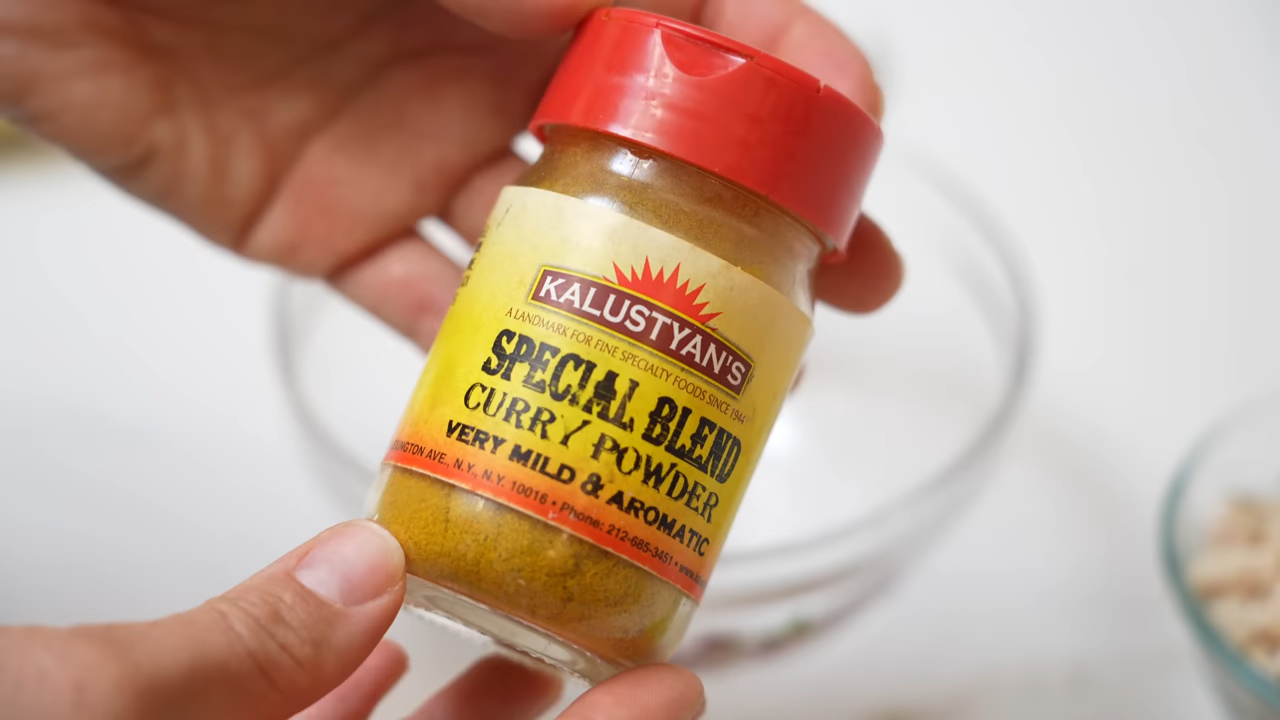 KALUSTYAN'S
A LANDMARK FOR FINE SPECIALTY FOODS SINCE 1944
SPECIAL BLEND
CURRY POWDER
VERY MILD & AROMATIC
AVE., N.Y., N.Y. 10016 • Phone: 212-685-3451 •